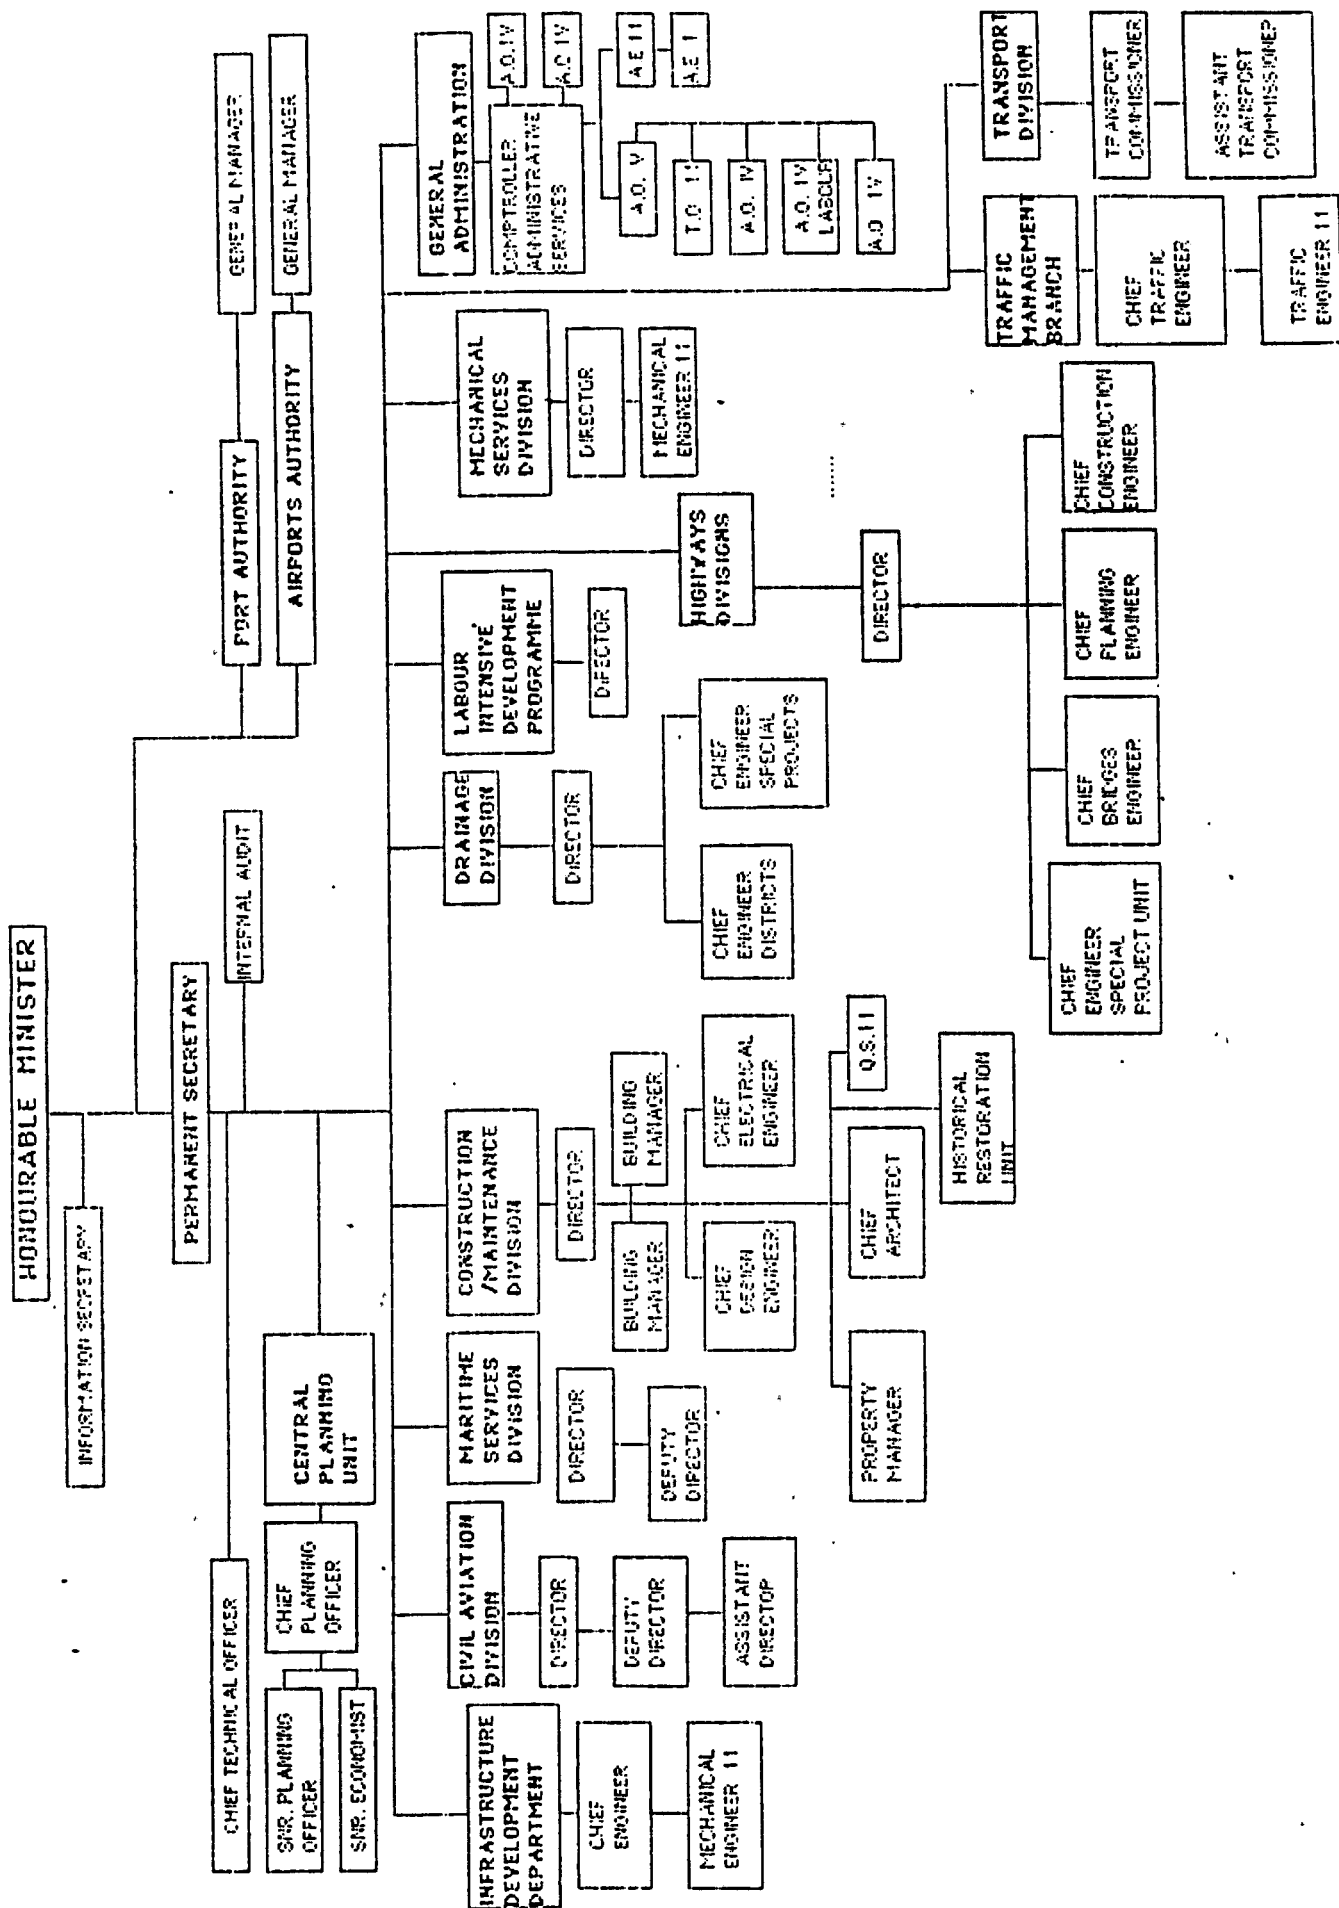 HONOURABLE MINISTER
INFORMATION SECRETARY
PERMANENT SECRETARY
INTERNAL AUDIT
PORT AUTHORITY
GENERAL MANAGER
AIRPORTS AUTHORITY
GENERAL MANAGER
CHIEF TECHNICAL OFFICER
CENTRAL
PLANNING
UNIT
CHIEF
PLANNING
OFFICER
SNR. PLANNING
OFFICER
SNR. ECONOMIST
INFRASTRUCTURE
DEVELOPMENT
DEPARTMENT
CHIEF
ENGINEER
MECHANICAL
ENGINEER 11
CIVIL AVIATION
DIVISION
DIRECTOR
DEPUTY
DIRECTOR
ASSISTANT
DIRECTOR
MARITIME
SERVICES
DIVISION
DIRECTOR
DEPUTY
DIRECTOR
CONSTRUCTION
/MAINTENANCE
DIVISION
DIRECTOR
BUILDING
MANAGER
BUILDING
MANAGER
CHIEF
DESIGN
ENGINEER
CHIEF
ELECTRICAL
ENGINEER
PROPERTY
MANAGER
CHIEF
ARCHITECT
Q.S.11
HISTORICAL
RESTORATION
UNIT
DRAINAGE
DIVISION
DIRECTOR
CHIEF
ENGINEER
DISTRICTS
CHIEF
ENGINEER
SPECIAL
PROJECTS
LABOUR
INTENSIVE
DEVELOPMENT
PROGRAMME
DIRECTOR
HIGHWAYS
DIVISIONS
DIRECTOR
CHIEF
ENGINEER
SPECIAL
PROJECT UNIT
CHIEF
BRIDGES
ENGINEER
CHIEF
PLANNING
ENGINEER
CHIEF
CONSTRUCTION
ENGINEER
MECHANICAL
SERVICES
DIVISION
DIRECTOR
MECHANICAL
ENGINEER 11
GENERAL
ADMINISTRATION
COMPTROLLER
ADMINISTRATIVE
SERVICES
A.O. IV
A.O IV
A.O. V
T.O 11
A.O. IV
A.O. IV
LABOUR
A.O IV
A.E 11
A.E 1
TRAFFIC
MANAGEMENT
BRANCH
CHIEF
TRAFFIC
ENGINEER
TRAFFIC
ENGINEER 11
TRANSPORT
DIVISION
TRANSPORT
COMMISSIONER
ASSISTANT
TRANSPORT
COMMISSIONER